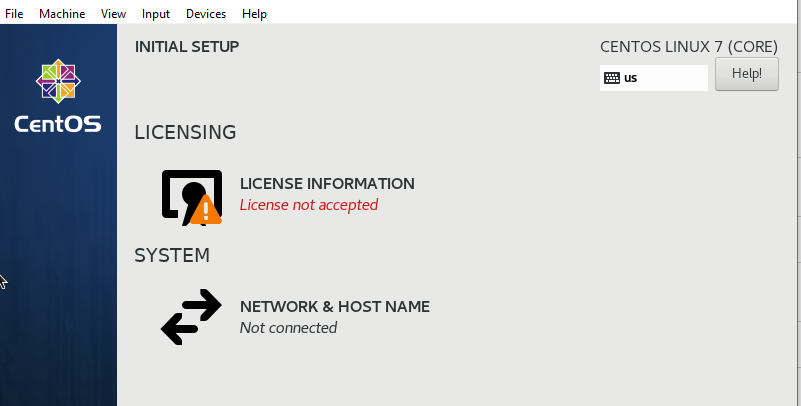 File Machine View Input Devices Help
INITIAL SETUP
CENTOS LINUX 7 (CORE)
us
Help!
CentOS
LICENSING
LICENSE INFORMATION
License not accepted
SYSTEM
NETWORK & HOST NAME
Not connected